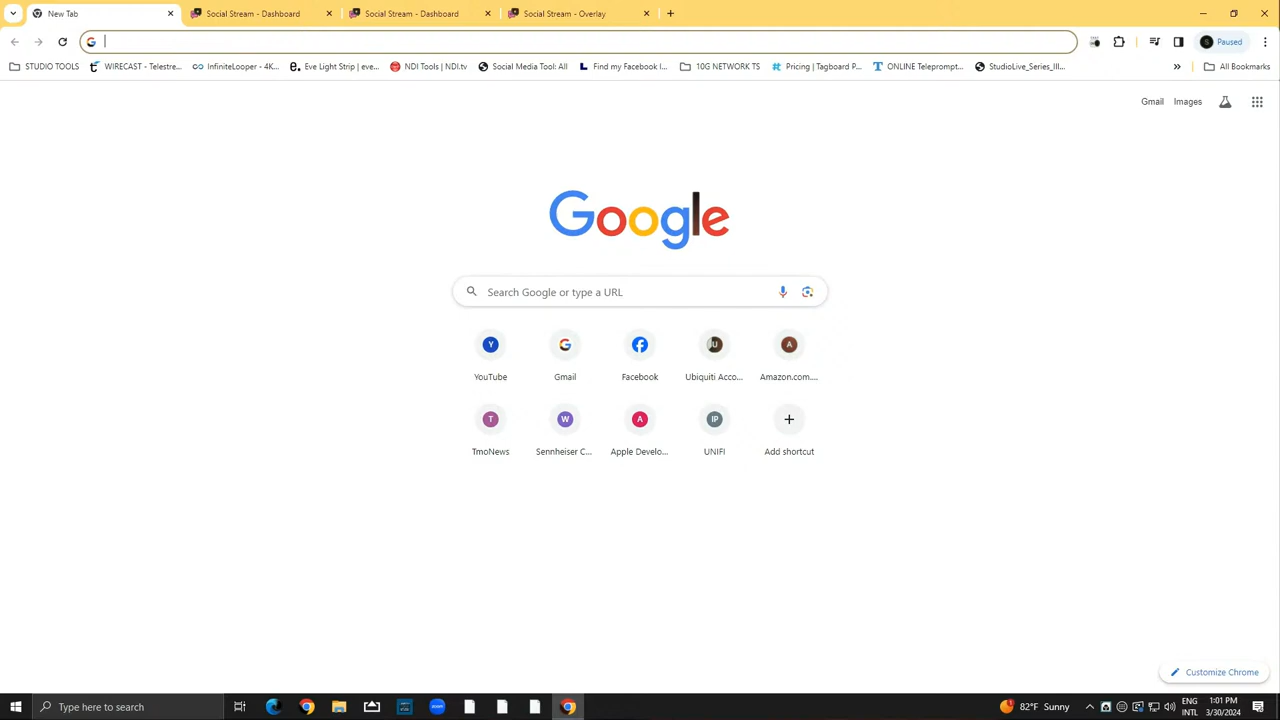 New Tab
Social Stream - Dashboard
Social Stream - Dashboard
Social Stream - Overlay
Paused
STUDIO TOOLS
WIRECAST - Telestre...
InfiniteLooper - 4K...
Eve Light Strip | eve...
NDI Tools | NDI.tv
Social Media Tool: All
Find my Facebook I...
10G NETWORK TS
Pricing | Tagboard P...
ONLINE Teleprompt...
StudioLive_Series_III...
All Bookmarks
Gmail
Images
Google
Search Google or type a URL
Y
U
A
YouTube
Gmail
Facebook
Ubiquiti Acco...
Amazon.com....
T
W
A
IP
TmoNews
Sennheiser C...
Apple Develo...
UNIFI
Add shortcut
Customize Chrome
Type here to search
zoom
82°F Sunny
ENG
INTL
1:01 PM
3/30/2024